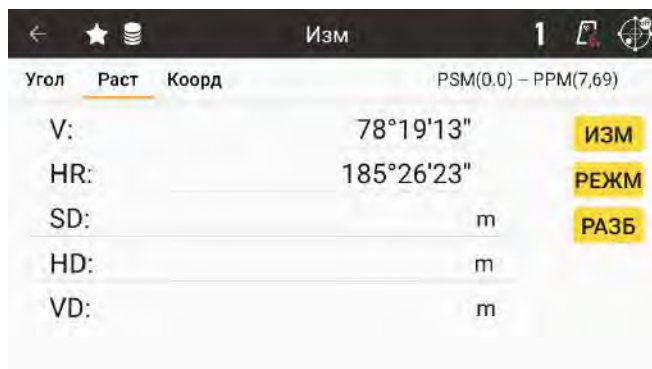 Изм 1
Угол Раст Коорд PSM(0.0) – PPM(7,69)
V: 78°19'13" ИЗМ
HR: 185°26'23" РЕЖМ
SD: m РАЗБ
HD: m
VD: m